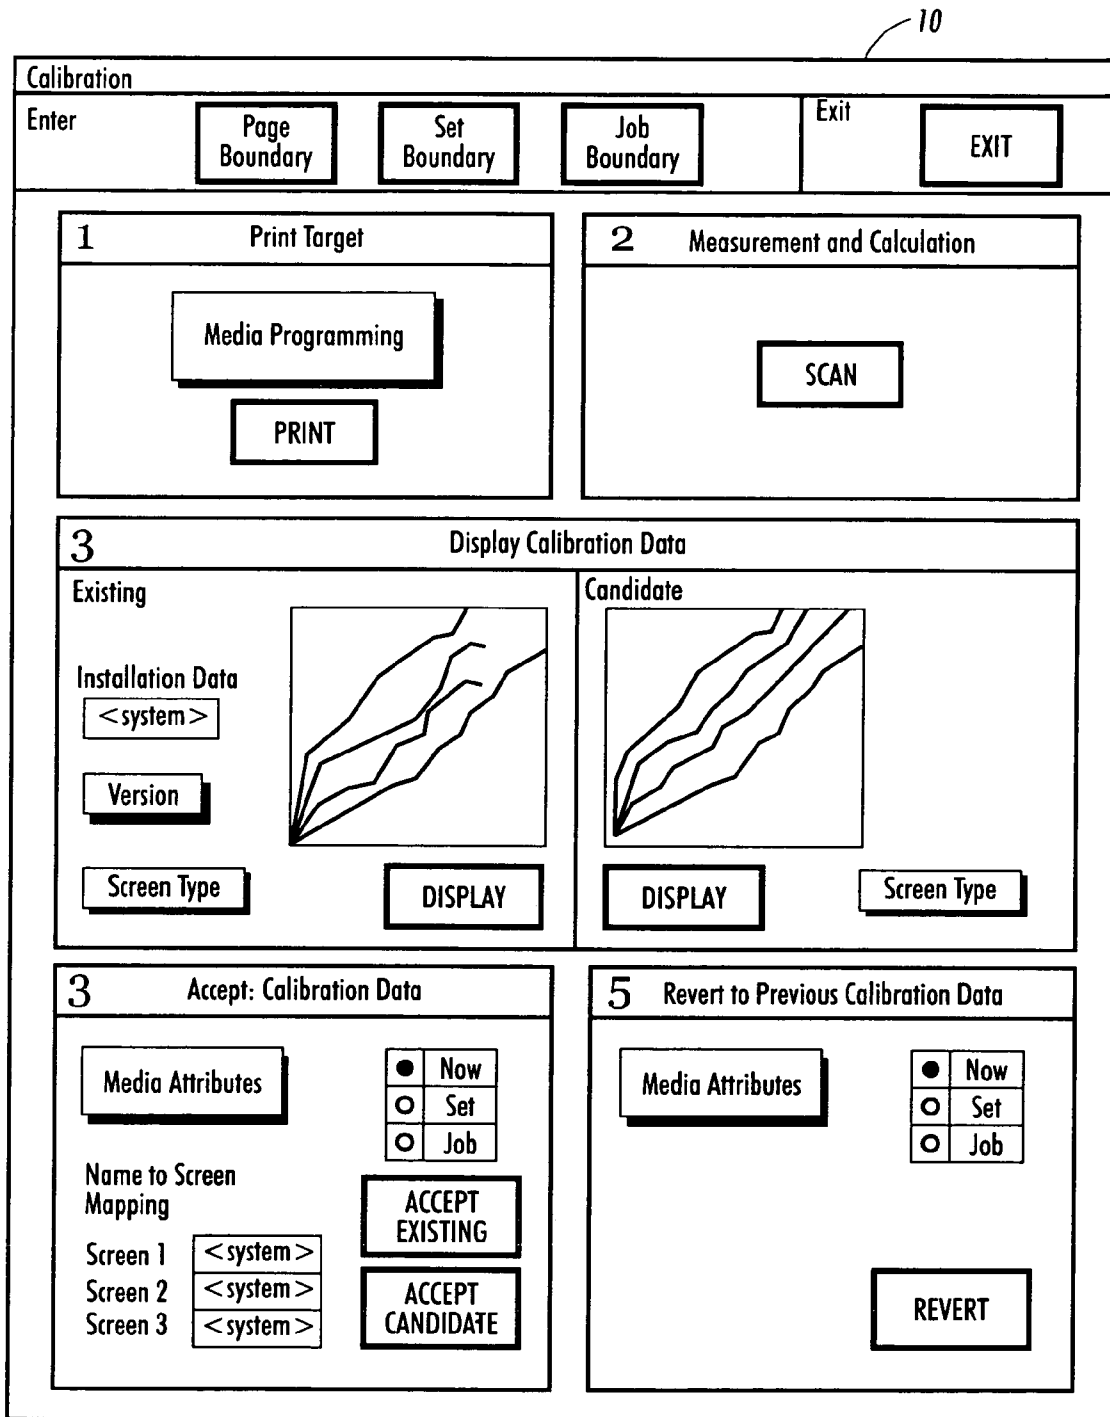 10
Calibration
Enter
Page
Boundary
Set
Boundary
Job
Boundary
Exit
EXIT
1 Print Target
Media Programming
PRINT
2 Measurement and Calculation
SCAN
3 Display Calibration Data
Existing
Installation Data
<system>
Version
Screen Type
DISPLAY
Candidate
DISPLAY
Screen Type
3 Accept: Calibration Data
Media Attributes
Now
Set
Job
Name to Screen
Mapping
Screen 1 <system>
Screen 2 <system>
Screen 3 <system>
ACCEPT
EXISTING
ACCEPT
CANDIDATE
5 Revert to Previous Calibration Data
Media Attributes
Now
Set
Job
REVERT